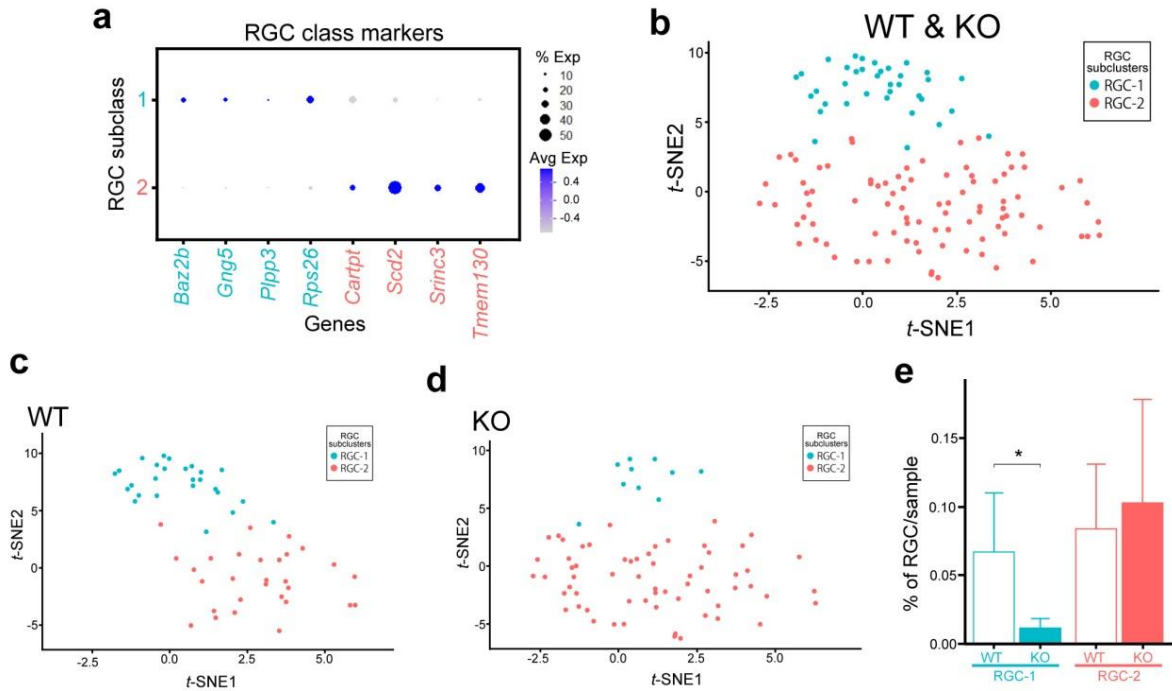 a
RGC class markers
RGC subclass
1
2
Baz2b
Gng5
Plpp3
Rps26
Cartpt
Scd2
Srinc3
Tmem130
Genes
% Exp
10
20
30
40
50
Avg Exp
0.4
0.0
-0.4
b
WT & KO
t-SNE2
10
5
0
-5
-2.5
0.0
2.5
5.0
t-SNE1
RGC
subclusters
RGC-1
RGC-2
c
WT
t-SNE2
10
5
0
-5
-2.5
0.0
2.5
5.0
t-SNE1
RGC
subclusters
RGC-1
RGC-2
d
KO
t-SNE2
10
5
0
-5
-2.5
0.0
2.5
5.0
t-SNE1
RGC
subclusters
RGC-1
RGC-2
e
% of RGC/sample
0.15
0.10
0.05
0.00
*
WT
KO
WT
KO
RGC-1
RGC-2